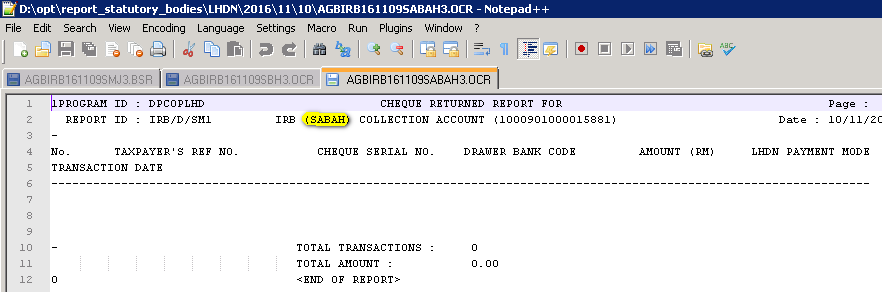 D:\opt\report_statutory_bodies\LHDN\2016\11\10\AGBIRB161109SABAH3.OCR - Notepad++
File Edit Search View Encoding Language Settings Macro Run Plugins Window ?
AGBIRB161109SMJ3.BSR AGBIRB161109SBH3.OCR AGBIRB161109SABAH3.OCR
1 1PROGRAM ID : DPCOPLHD CHEQUE RETURNED REPORT FOR Page :
2 REPORT ID : IRB/D/SM1 IRB (SABAH) COLLECTION ACCOUNT (1000901000015881) Date : 10/11/20
3 -
4 No. TAXPAYER'S REF NO. CHEQUE SERIAL NO. DRAWER BANK CODE AMOUNT (RM) LHDN PAYMENT MODE
5 TRANSACTION DATE
6 ----------------------------------------------------------------------------------------------------
7
8
9
10 - TOTAL TRANSACTIONS : 0
11 TOTAL AMOUNT : 0.00
12 0 <END OF REPORT>